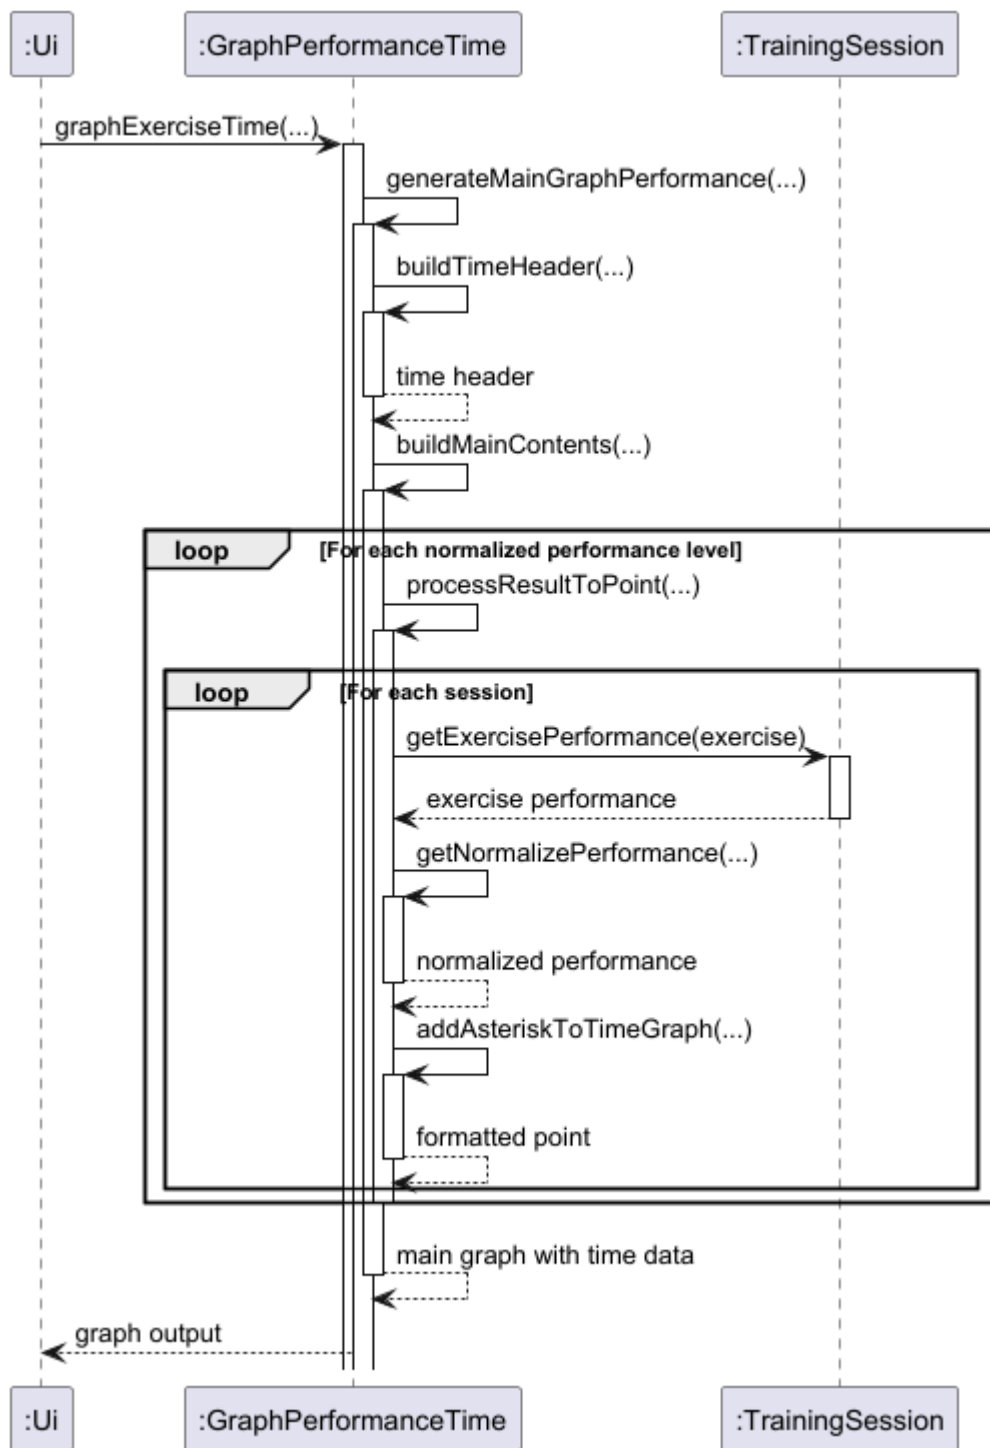 :Ui
:GraphPerformanceTime
:TrainingSession
graphExerciseTime(...)
generateMainGraphPerformance(...)
buildTimeHeader(...)
time header
buildMainContents(...)
loop
[For each normalized performance level]
processResultToPoint(...)
loop
[For each session]
getExercisePerformance(exercise)
exercise performance
getNormalizePerformance(...)
normalized performance
addAsteriskToTimeGraph(...)
formatted point
main graph with time data
graph output
:Ui
:GraphPerformanceTime
:TrainingSession